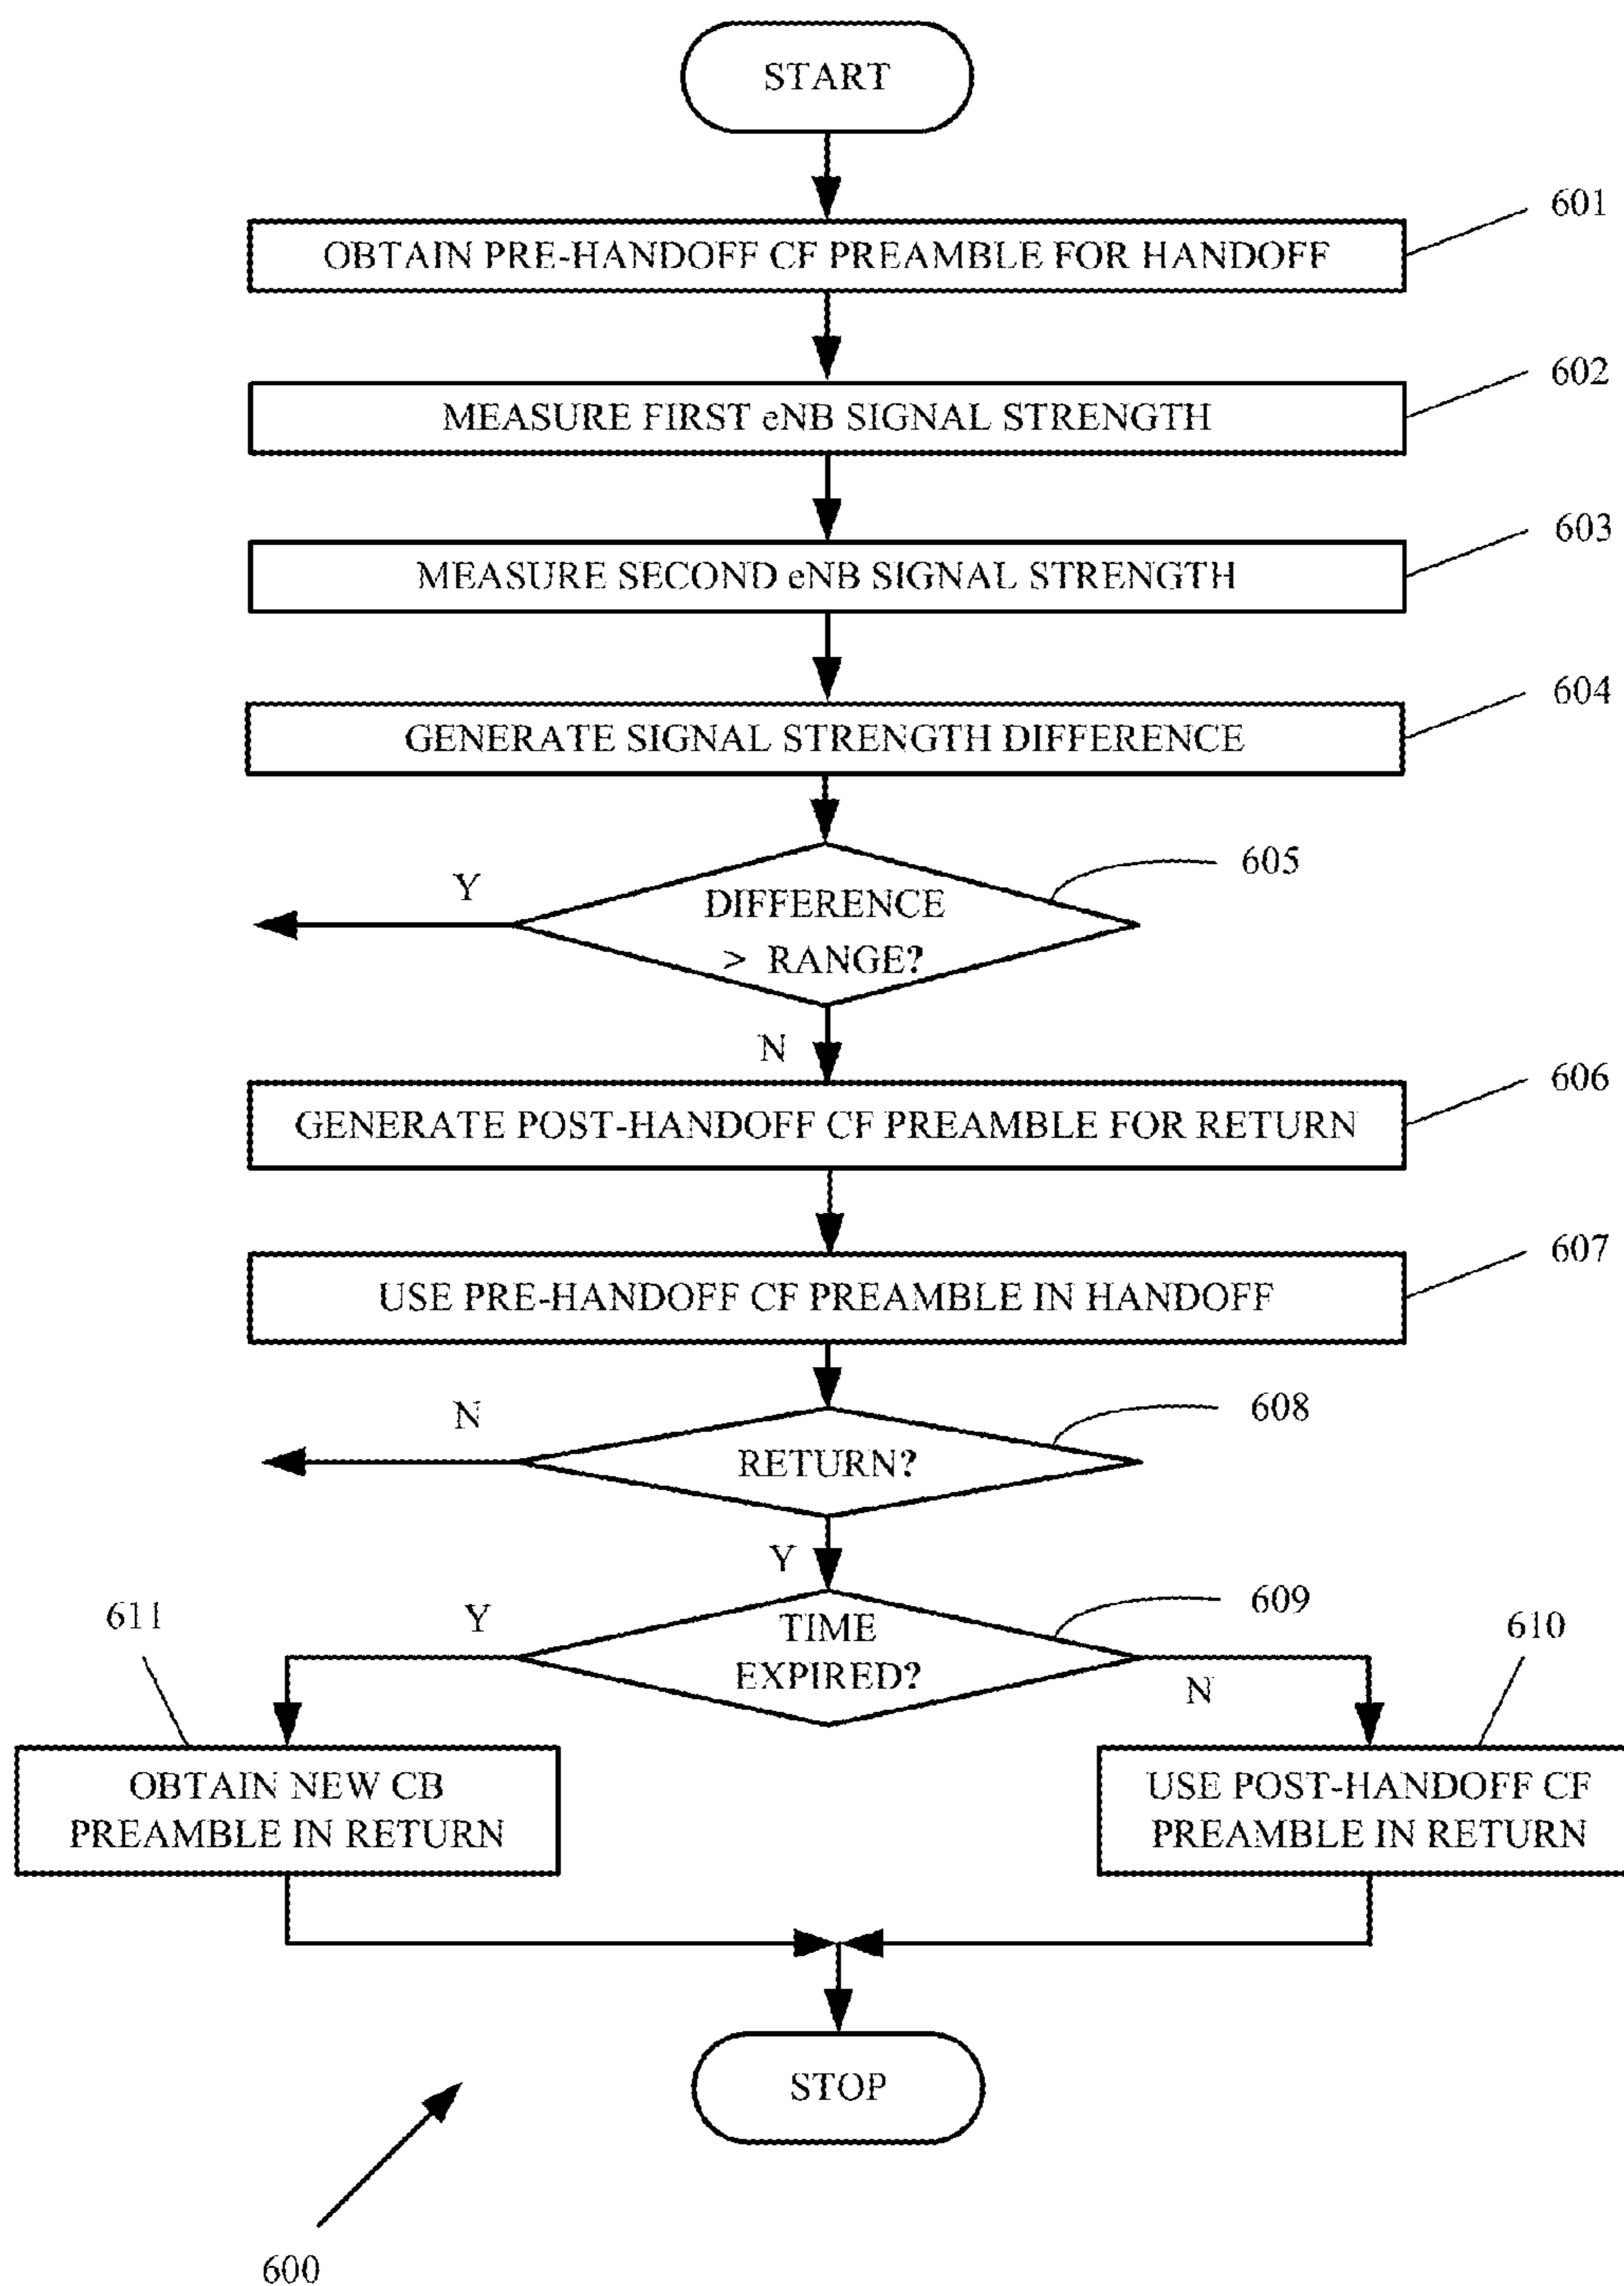 START
601
OBTAIN PRE-HANDOFF CF PREAMBLE FOR HANDOFF
602
MEASURE FIRST eNB SIGNAL STRENGTH
603
MEASURE SECOND eNB SIGNAL STRENGTH
604
GENERATE SIGNAL STRENGTH DIFFERENCE
605
Y
DIFFERENCE
> RANGE?
N
606
GENERATE POST-HANDOFF CF PREAMBLE FOR RETURN
607
USE PRE-HANDOFF CF PREAMBLE IN HANDOFF
608
N
RETURN?
Y
609
611
Y
TIME
EXPIRED?
610
N
OBTAIN NEW CB
PREAMBLE IN RETURN
USE POST-HANDOFF CF
PREAMBLE IN RETURN
STOP
600